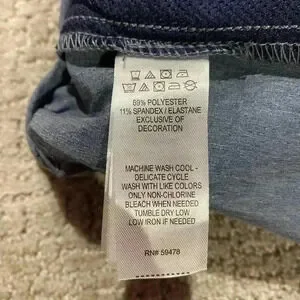 89% POLYESTER
11% SPANDEX / ELASTANE
EXCLUSIVE OF
DECORATION
MACHINE WASH COOL -
DELICATE CYCLE
WASH WITH LIKE COLORS
ONLY NON-CHLORINE
BLEACH WHEN NEEDED
TUMBLE DRY LOW
LOW IRON IF NEEDED
RN# 59478